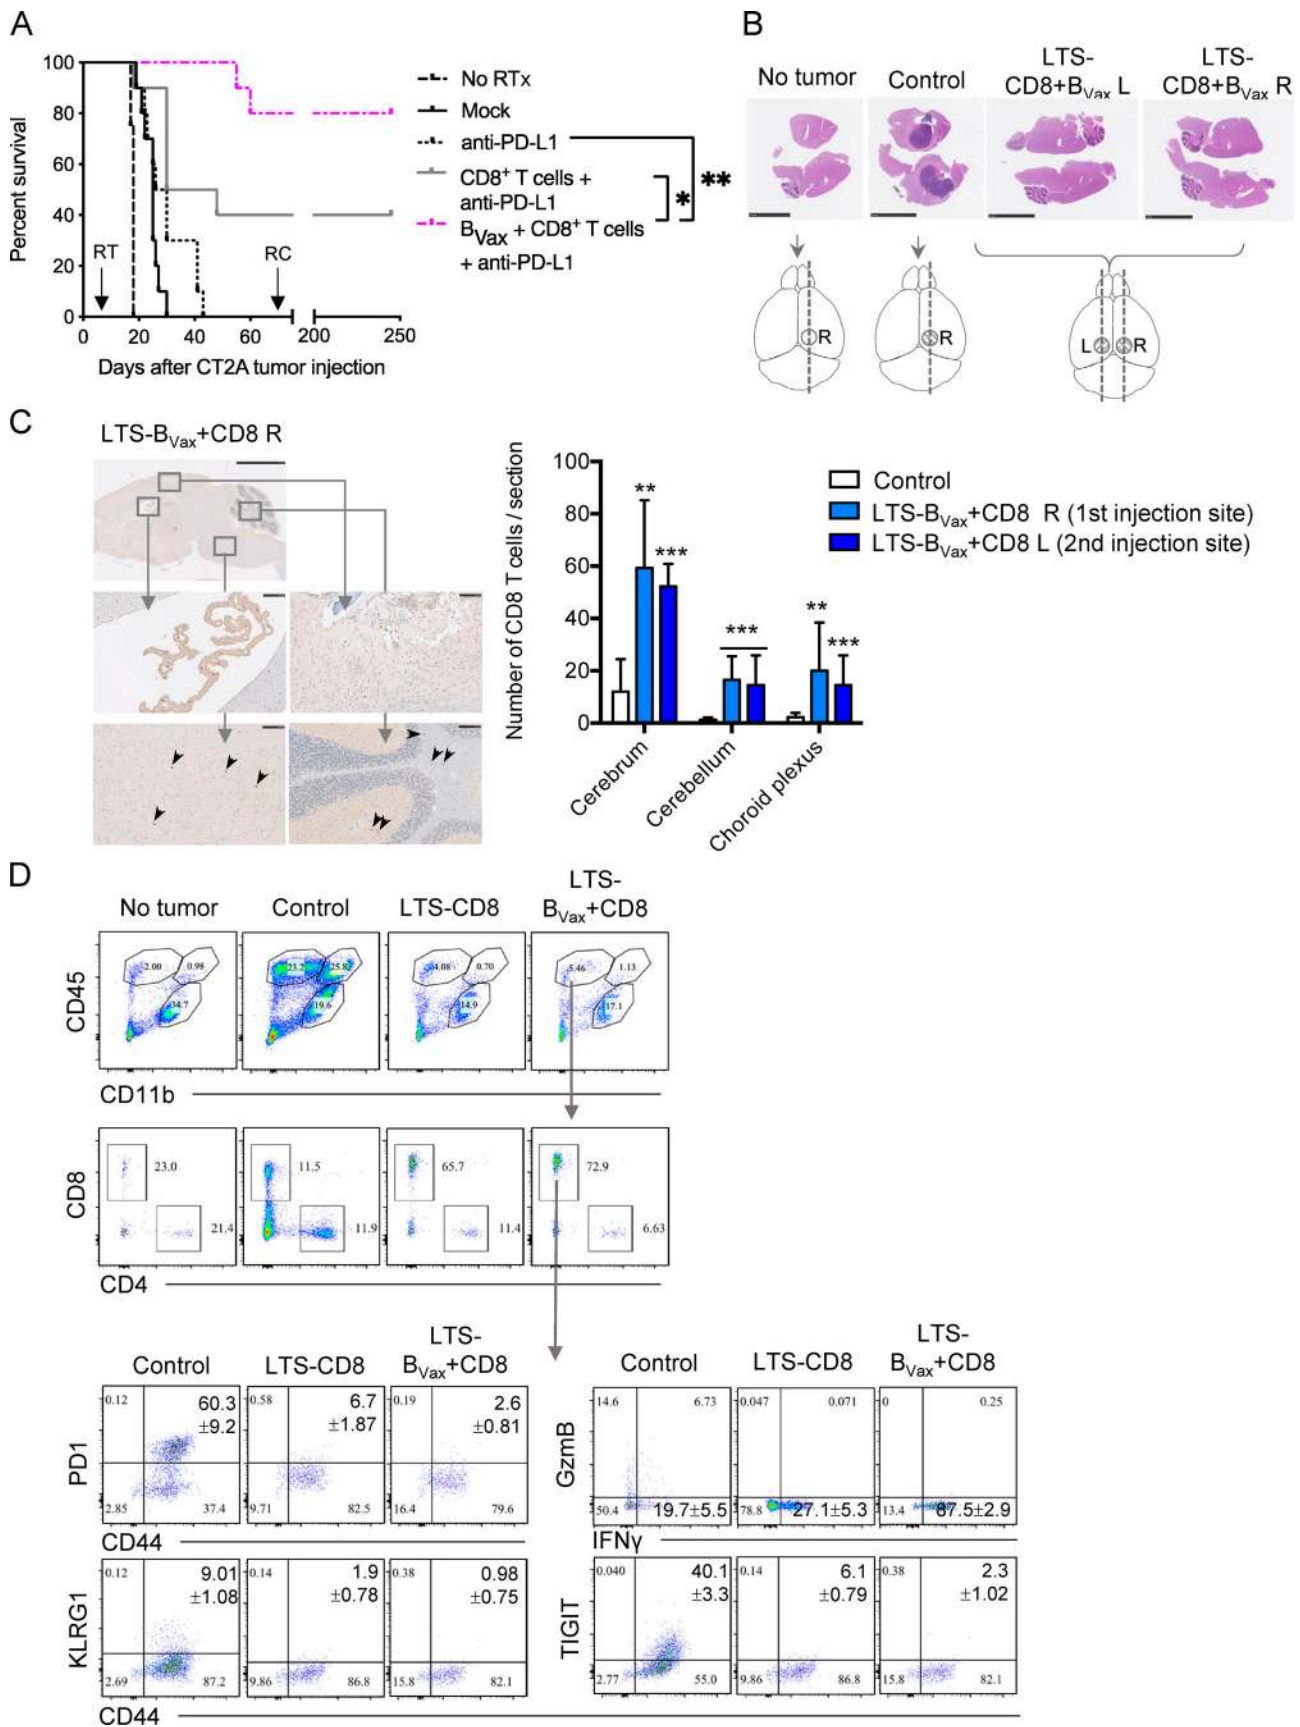 A
100
80
60
40
20
0
Percent survival
RT
RC
0 20 40 60 200 250
Days after CT2A tumor injection
No RTx
Mock
anti-PD-L1
CD8+ T cells +
anti-PD-L1
BVax + CD8+ T cells
+ anti-PD-L1
*
**
B
No tumor
Control
LTS-
CD8+BVax L
LTS-
CD8+BVax R
R
R
L
R
C
LTS-BVax+CD8 R
Number of CD8 T cells / section
100
80
60
40
20
0
** *** *** ** ***
Cerebrum
Cerebellum
Choroid plexus
Control
LTS-BVax+CD8 R (1st injection site)
LTS-BVax+CD8 L (2nd injection site)
D
No tumor
Control
LTS-CD8
LTS-
BVax+CD8
CD45
2.00 0.98 34.7
23.2 25.8 19.6
4.08 0.70 14.9
5.46 1.13 17.1
CD11b
CD8
23.0 21.4
11.5 11.9
65.7 11.4
72.9 6.63
CD4
Control
LTS-CD8
LTS-
BVax+CD8
PD1
0.12 60.3
±9.2
2.85 37.4
0.58 6.7
±1.87
9.71 82.5
0.19 2.6
±0.81
16.4 79.6
CD44
KLRG1
0.12 9.01
±1.08
2.69 87.2
0.14 1.9
±0.78
9.86 86.8
0.38 0.98
±0.75
15.8 82.1
CD44
Control
LTS-CD8
LTS-
BVax+CD8
GzmB
14.6 6.73
50.4 19.7±5.5
0.047 0.071
78.8 27.1±5.3
0 0.25
13.4 87.5±2.9
IFNγ
TIGIT
0.040 40.1
±3.3
2.77 55.0
0.14 6.1
±0.79
9.86 86.8
0.38 2.3
±1.02
15.8 82.1